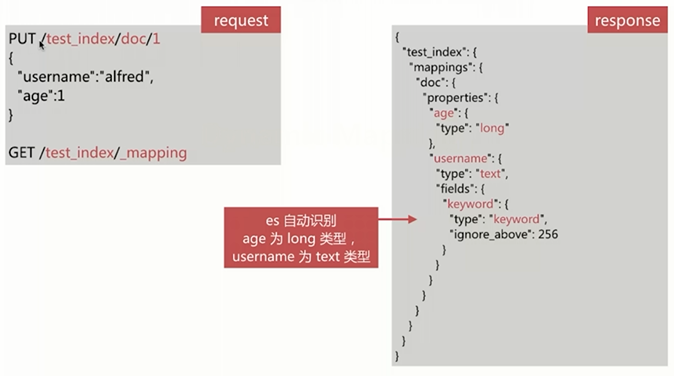 request
PUT /test_index/doc/1
{
"username":"alfred",
"age":1
}
GET /test_index/_mapping
es 自动识别
age 为 long 类型，
username 为 text 类型
response
{
"test_index": {
"mappings": {
"doc": {
"properties": {
"age": {
"type": "long"
},
"username": {
"type": "text",
"fields": {
"keyword": {
"type": "keyword",
"ignore_above": 256
}
}
}
}
}
}
}
}